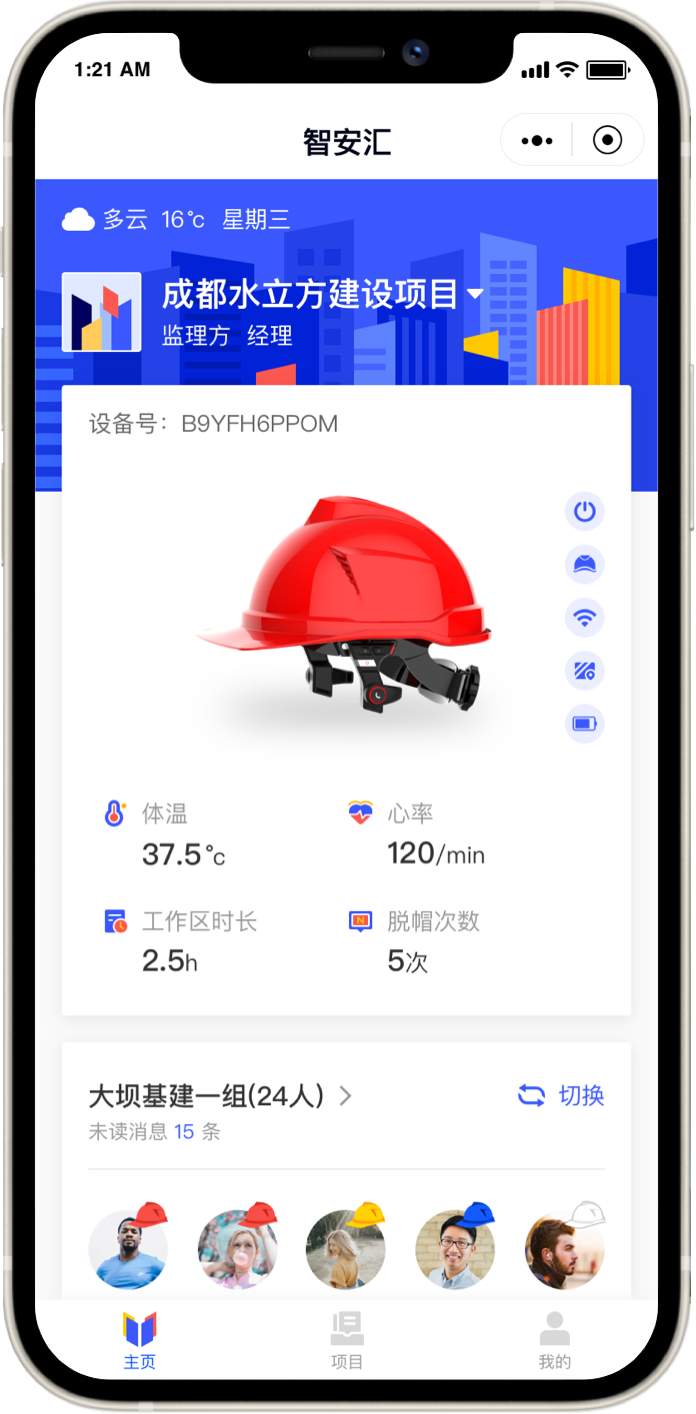 1:21 AM
智安汇
多云 16℃ 星期三
成都水立方建设项目
监理方 经理
设备号：B9YFH6PPOM
体温 心率
37.5℃ 120/min
工作区时长 脱帽次数
2.5h 5次
大坝基建一组(24人) 切换
未读消息 15 条
主页 项目 我的